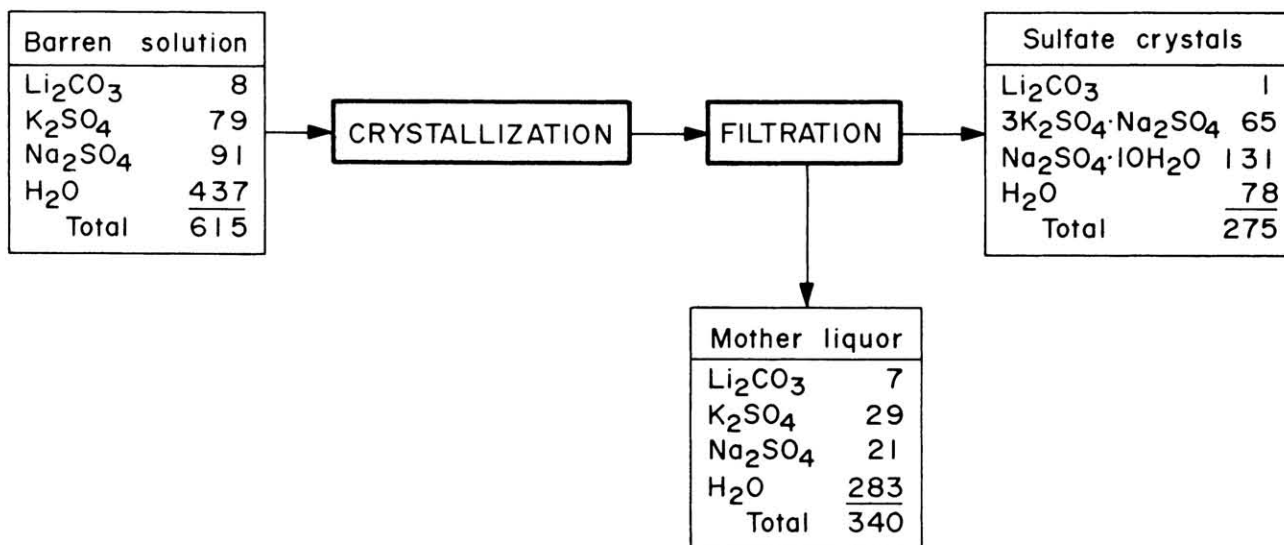 Barren solution
Li₂CO₃ 8
K₂SO₄ 79
Na₂SO₄ 91
H₂O 437
Total 615
CRYSTALLIZATION
FILTRATION
Sulfate crystals
Li₂CO₃ 1
3K₂SO₄·Na₂SO₄ 65
Na₂SO₄·10H₂O 131
H₂O 78
Total 275
Mother liquor
Li₂CO₃ 7
K₂SO₄ 29
Na₂SO₄ 21
H₂O 283
Total 340